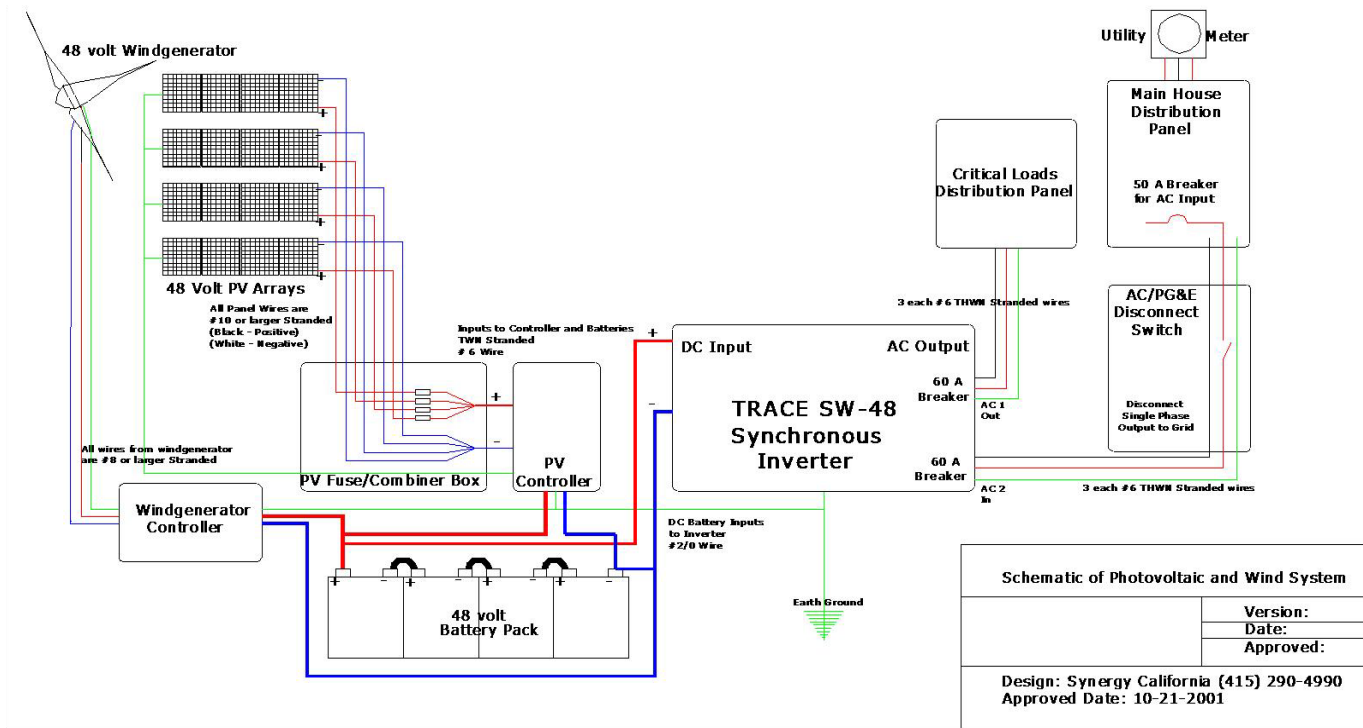 48 volt Windgenerator
Utility Meter
Main House
Distribution
Panel
50 A Breaker
for AC Input
Critical Loads
Distribution Panel
48 Volt PV Arrays
All Panel Wires are
#10 or larger Stranded
(Black - Positive)
(White - Negative)
3 each #6 THWN Stranded wires
AC/PG&E
Disconnect
Switch
Disconnect
Single Phase
Output to Grid
Inputs to Controller and Batteries
TWN Stranded
# 6 Wire
DC Input
AC Output
60 A
Breaker
AC 1
Out
TRACE SW-48
Synchronous
Inverter
60 A
Breaker
AC 2
In
3 each #6 THWN Stranded wires
All wires from windgenerator
are #8 or larger Stranded
PV Fuse/Combiner Box
PV
Controller
Windgenerator
Controller
DC Battery Inputs
to Inverter
#2/0 Wire
48 volt
Battery Pack
Earth Ground
Schematic of Photovoltaic and Wind System
Version:
Date:
Approved:
Design: Synergy California (415) 290-4990
Approved Date: 10-21-2001